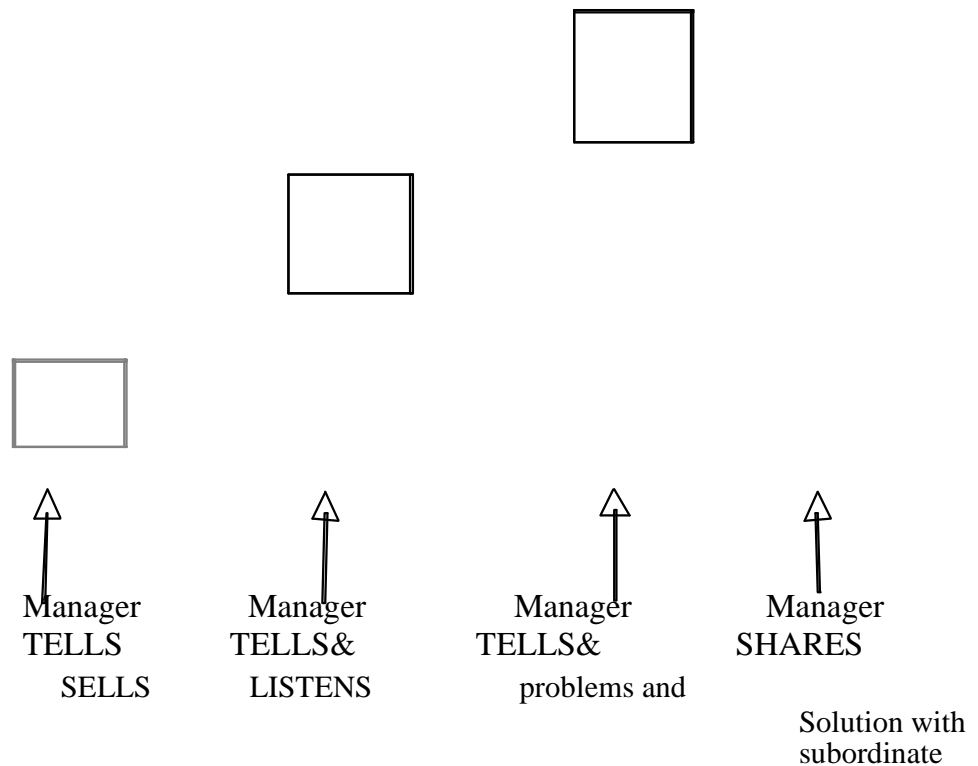 Manager Manager Manager Manager
TELLS TELLS& TELLS& SHARES
SELLS LISTENS problems and
Solution with
subordinate